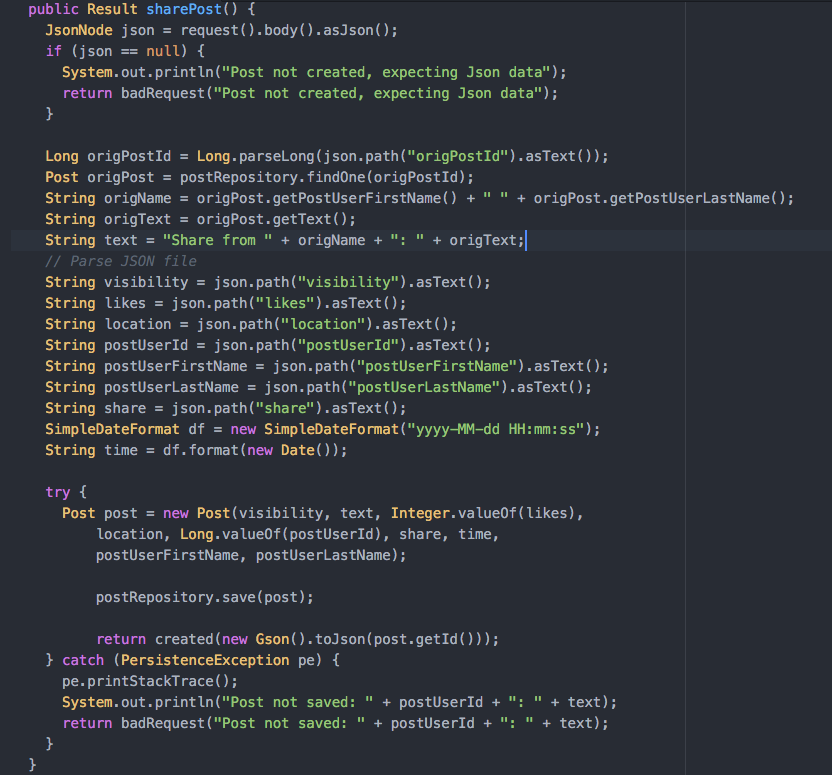 public Result sharePost() {
JsonNode json = request().body().asJson();
if (json == null) {
System.out.println("Post not created, expecting Json data");
return badRequest("Post not created, expecting Json data");
}
Long origPostId = Long.parseLong(json.path("origPostId").asText());
Post origPost = postRepository.findOne(origPostId);
String origName = origPost.getPostUserFirstName() + " " + origPost.getPostUserLastName();
String origText = origPost.getText();
String text = "Share from " + origName + ": " + origText;
// Parse JSON file
String visibility = json.path("visibility").asText();
String likes = json.path("likes").asText();
String location = json.path("location").asText();
String postUserId = json.path("postUserId").asText();
String postUserFirstName = json.path("postUserFirstName").asText();
String postUserLastName = json.path("postUserLastName").asText();
String share = json.path("share").asText();
SimpleDateFormat df = new SimpleDateFormat("yyyy-MM-dd HH:mm:ss");
String time = df.format(new Date());
try {
Post post = new Post(visibility, text, Integer.valueOf(likes),
location, Long.valueOf(postUserId), share, time,
postUserFirstName, postUserLastName);
postRepository.save(post);
return created(new Gson().toJson(post.getId()));
} catch (PersistenceException pe) {
pe.printStackTrace();
System.out.println("Post not saved: " + postUserId + ": " + text);
return badRequest("Post not saved: " + postUserId + ": " + text);
}
}